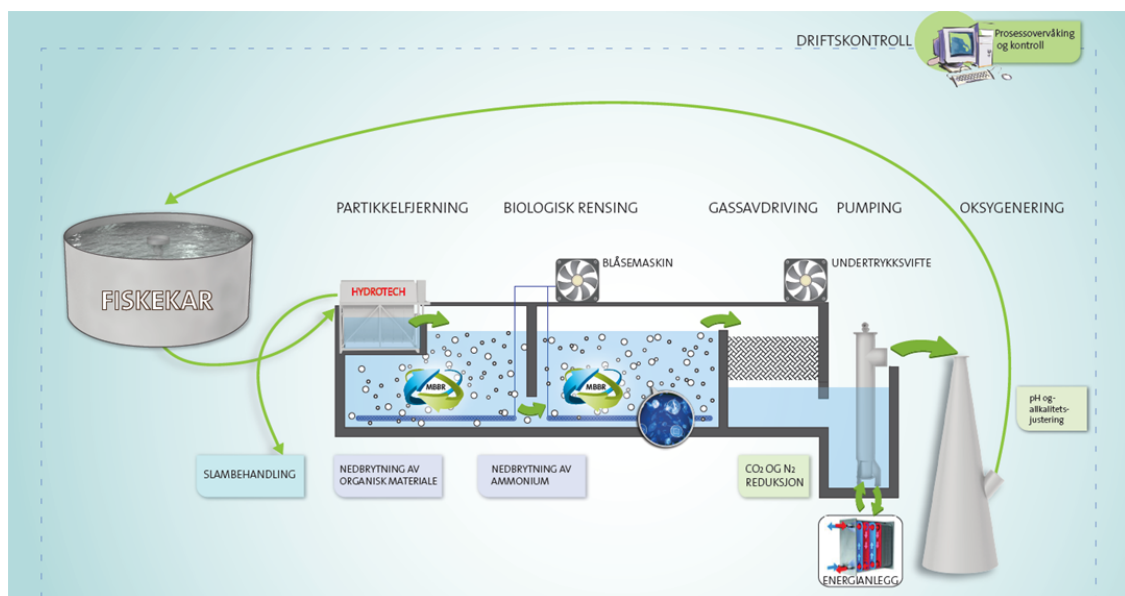 DRIFTSKONTROLL
Prosessovervåking
og kontroll
PARTIKKELFJERNING
BIOLOGISK RENSING
GASSAVDRIVING
PUMPING
OKSYGENERING
FISKEKAR
HYDROTECH
BLÅSEMASKIN
UNDERTRYKKSVIFTE
MBBR
MBBR
pH og-
allkalitets-
justering
SLAMBEHANDLING
NEDBRYTNING AV
ORGANISK MATERIALE
NEDBRYTNING AV
AMMONIUM
CO2 OG N2
REDUKSJON
ENERGIANLEGG